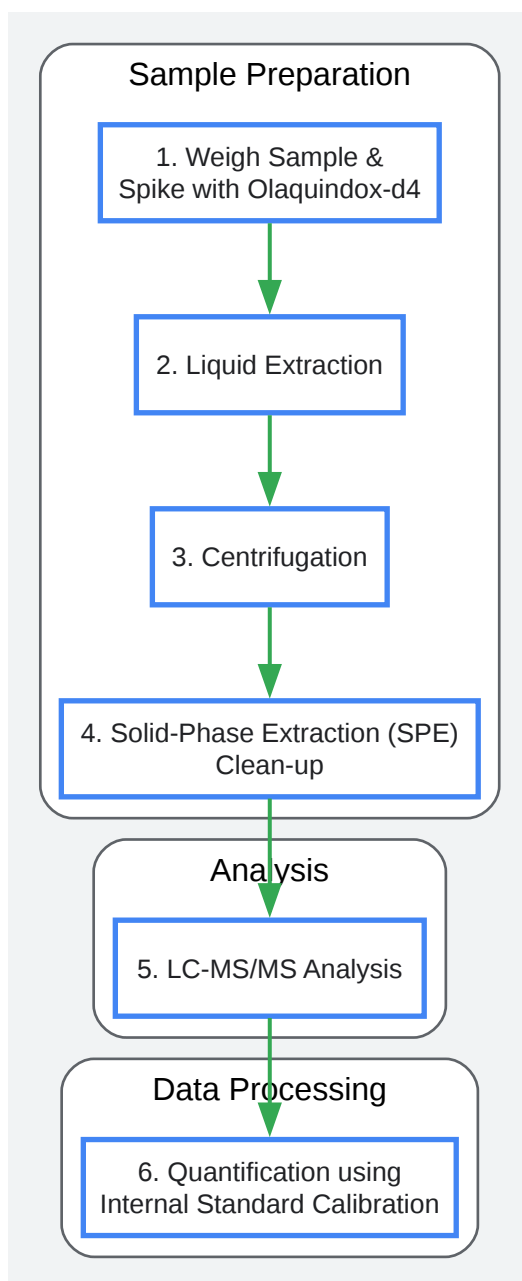 Sample Preparation
1. Weigh Sample &
Spike with Olaquindox-d4
2. Liquid Extraction
3. Centrifugation
4. Solid-Phase Extraction (SPE)
Clean-up
Analysis
5. LC-MS/MS Analysis
Data Processing
6. Quantification using
Internal Standard Calibration